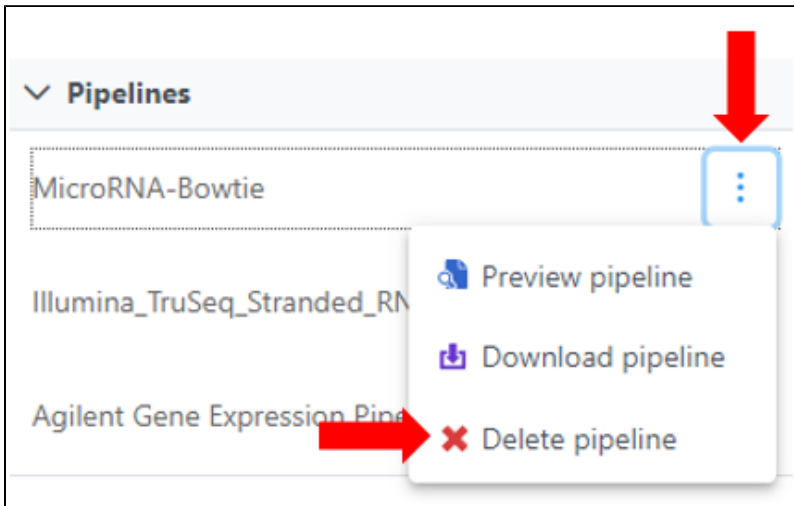 Pipelines
MicroRNA-Bowtie
Preview pipeline
Illumina_TruSeq_Stranded_RN
Download pipeline
Agilent Gene Expression Pipe
Delete pipeline